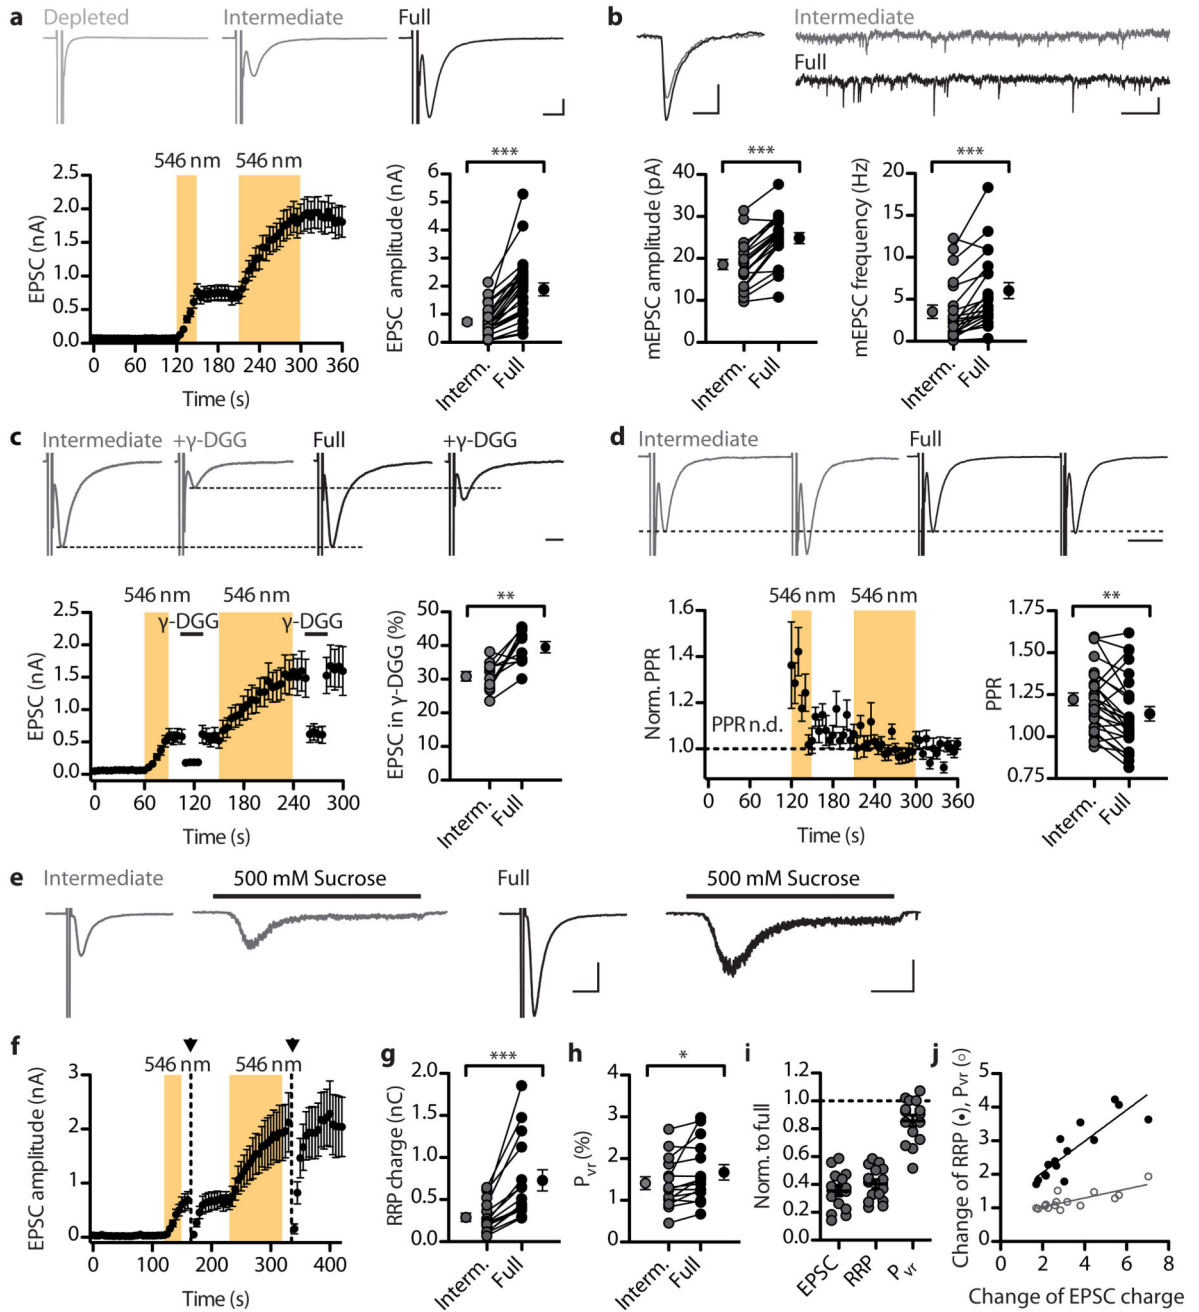 a
Depleted
Intermediate
Full
546 nm
546 nm
EPSC (nA)
2.5
2.0
1.5
1.0
0.5
0.0
0
60
120
180
240
300
360
Time (s)
***
EPSC amplitude (nA)
6
5
4
3
2
1
0
Interm.
Full
b
Intermediate
Full
***
mEPSC amplitude (pA)
40
30
20
10
0
Interm.
Full
***
mEPSC frequency (Hz)
20
15
10
5
0
Interm.
Full
c
Intermediate
+γ-DGG
Full
+γ-DGG
546 nm
546 nm
γ-DGG
γ-DGG
EPSC (nA)
2.5
2.0
1.5
1.0
0.5
0.0
0
60
120
180
240
300
Time (s)
**
EPSC in γ-DGG (%)
50
40
30
20
10
0
Interm.
Full
d
Intermediate
Full
546 nm
546 nm
Norm. PPR
1.6
1.4
1.2
1.0
PPR n.d.
0
60
120
180
240
300
360
Time (s)
**
PPR
1.75
1.50
1.25
1.00
0.75
Interm.
Full
e
Intermediate
500 mM Sucrose
Full
500 mM Sucrose
f
546 nm
546 nm
EPSC amplitude (nA)
3
2
1
0
0
100
200
300
400
Time (s)
g
***
RRP charge (nC)
2.0
1.5
1.0
0.5
0.0
Interm.
Full
h
*
Pvr (%)
4
3
2
1
0
Interm.
Full
i
Norm. to full
1.2
1.0
0.8
0.6
0.4
0.2
0.0
EPSC
RRP
Pvr
j
Change of RRP (•), Pvr (○)
5
4
3
2
1
0
0
2
4
6
8
Change of EPSC charge